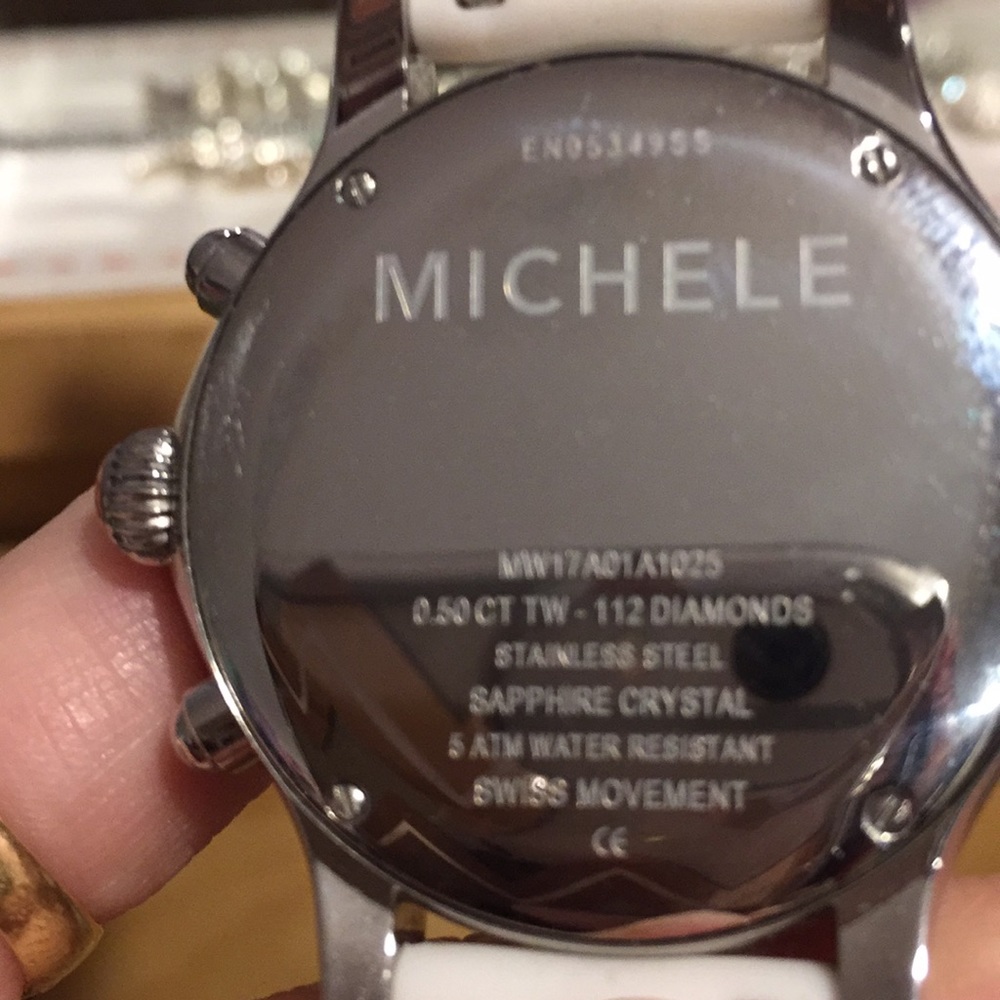 EN05349SS
MICHELE
MW17A01A1025
0.50 CT TW - 112 DIAMONDS
STAINLESS STEEL
SAPPHIRE CRYSTAL
5 ATM WATER RESISTANT
SWISS MOVEMENT
CE